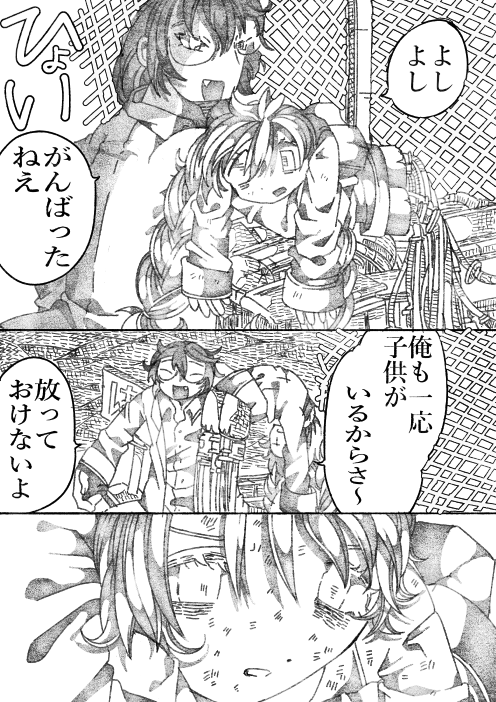 よし
よし
ひょい
がんばった
ねえ
俺も一応
子供が
いるからさ～
放って
おけないよ